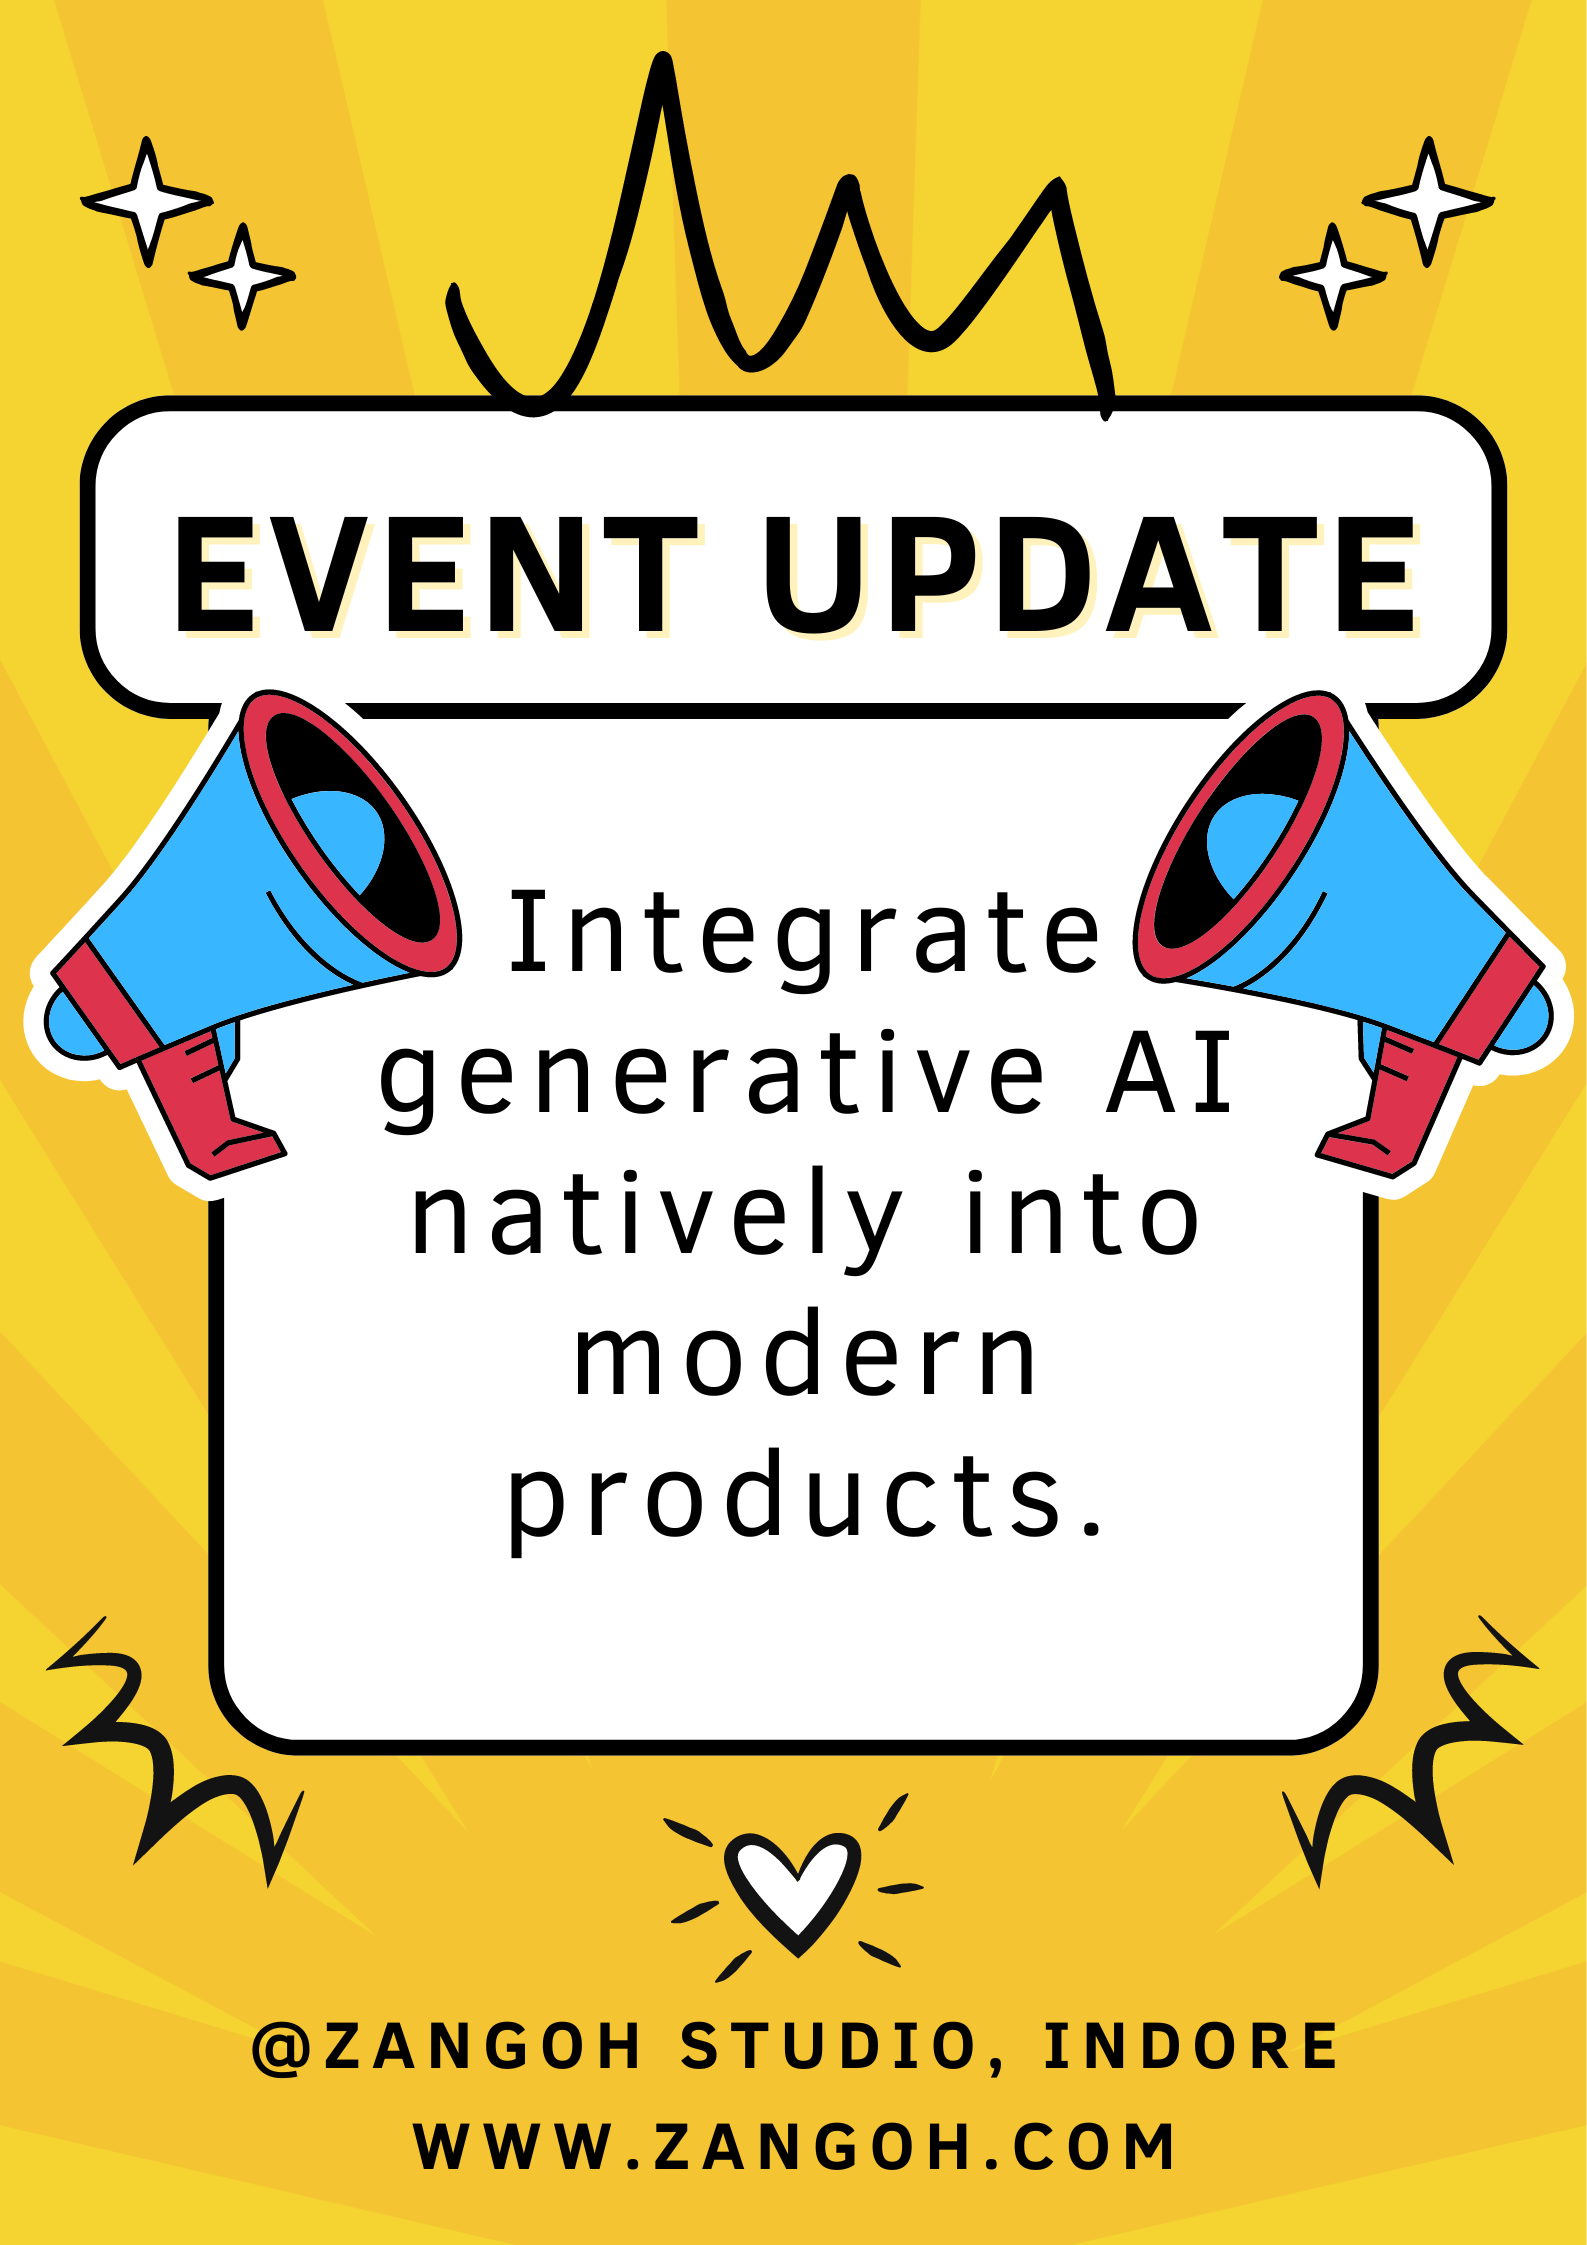 EVENT UPDATE
Integrate
generative AI
natively into
modern
products.
@ZANGOH STUDIO, INDORE
WWW.ZANGOH.COM